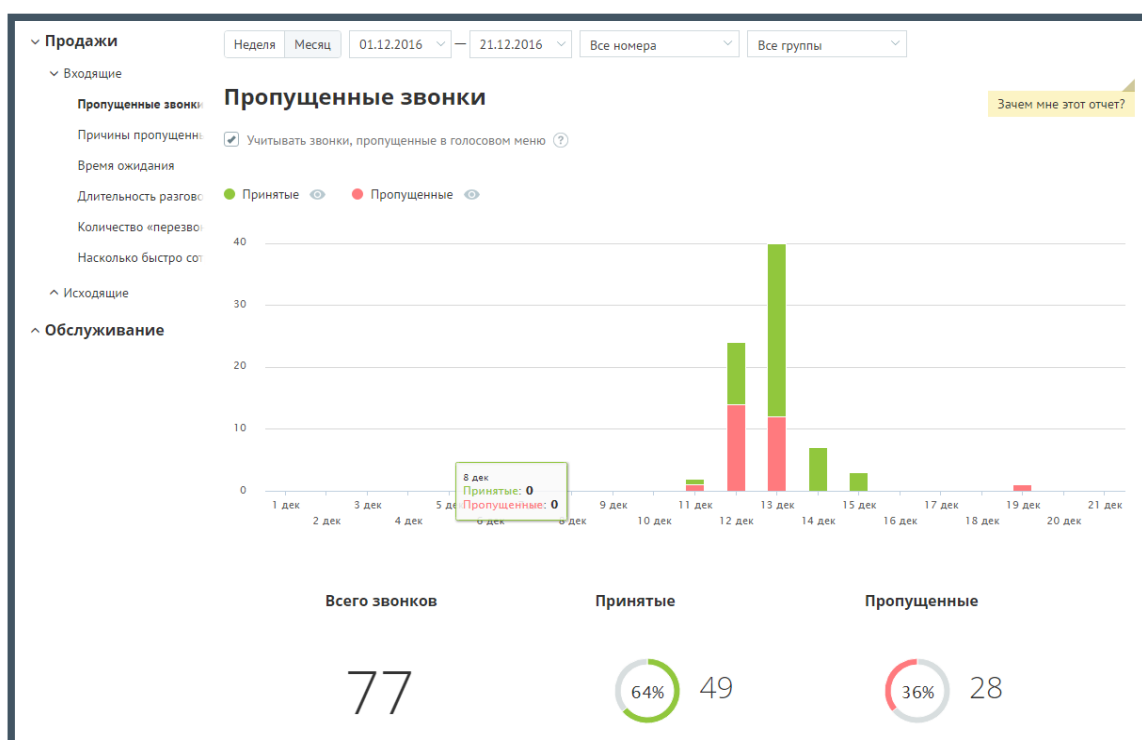 Продажи
Входящие
Пропущенные звонки
Причины пропущенн
Время ожидания
Длительность разгово
Количество «перезво
Насколько быстро сот
Исходящие
Обслуживание
Неделя Месяц 01.12.2016 — 21.12.2016 Все номера Все группы
Пропущенные звонки
Зачем мне этот отчет?
Учитывать звонки, пропущенные в голосовом меню ?
Принятые Пропущенные
40
30
20
10
0
8 дек
Принятые: 0
Пропущенные: 0
1 дек 3 дек 5 де 9 дек 11 дек 13 дек 15 дек 17 дек 19 дек 21 дек
2 дек 4 дек 6 дек 8 дек 10 дек 12 дек 14 дек 16 дек 18 дек 20 дек
Всего звонков Принятые Пропущенные
77 64% 49 36% 28